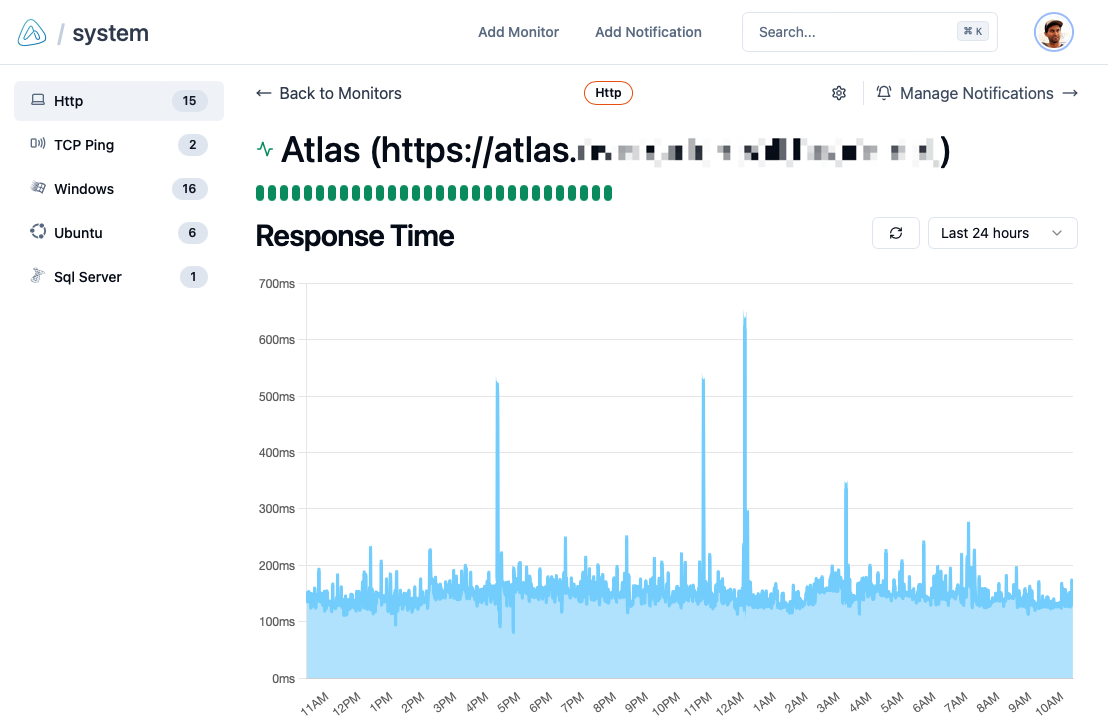 / system
Add Monitor
Add Notification
Search...
⌘ K
Http 15
TCP Ping 2
Windows 16
Ubuntu 6
Sql Server 1
← Back to Monitors
Http
Manage Notifications →
Atlas (https://atlas. )
Response Time
Last 24 hours
700ms
600ms
500ms
400ms
300ms
200ms
100ms
0ms
11AM 12PM 1PM 2PM 3PM 4PM 5PM 6PM 7PM 8PM 9PM 10PM 11PM 12AM 1AM 2AM 3AM 4AM 5AM 6AM 7AM 8AM 9AM 10AM